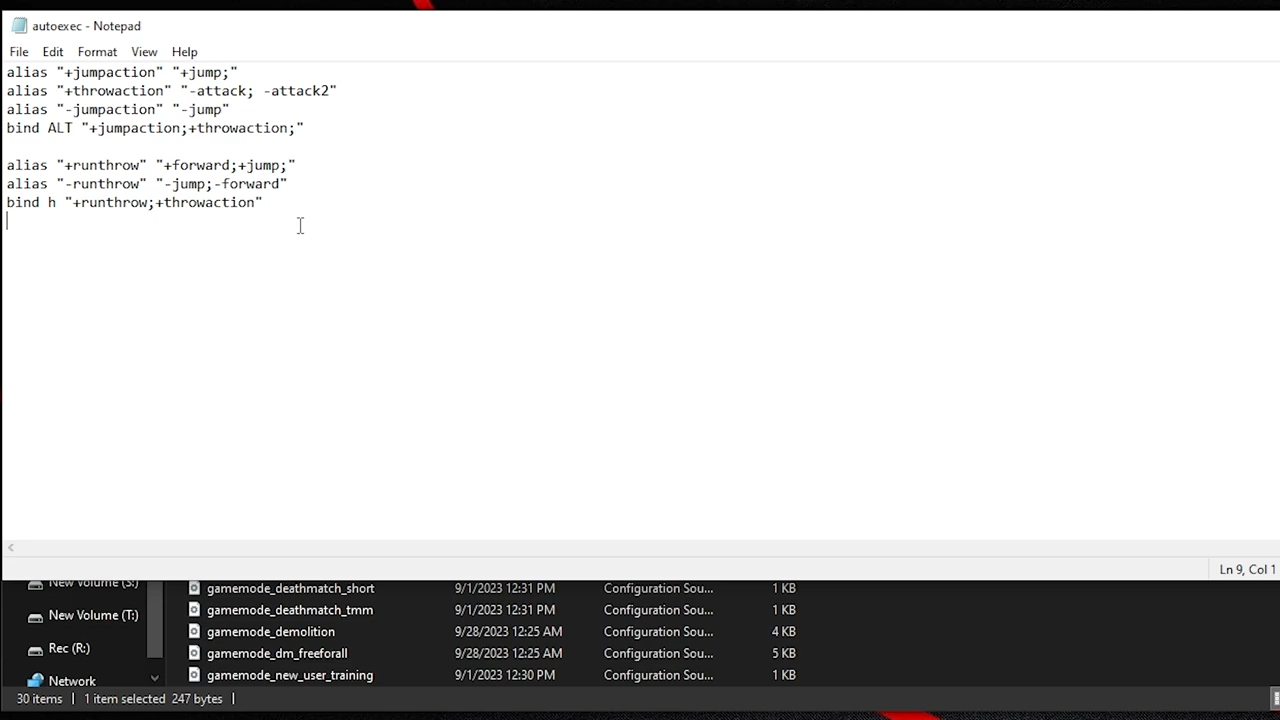 autoexec - Notepad
File Edit Format View Help
alias "+jumpaction" "+jump;"
alias "+throwaction" "-attack; -attack2"
alias "-jumpaction" "-jump"
bind ALT "+jumpaction;+throwaction;"
alias "+runthrow" "+forward;+jump;"
alias "-runthrow" "-jump;-forward"
bind h "+runthrow;+throwaction"
Ln 9, Col 1
New Volume (S:) gamemode_deathmatch_short 9/1/2023 12:31 PM Configuration Sou... 1 KB
New Volume (T:) gamemode_deathmatch_tmm 9/1/2023 12:31 PM Configuration Sou... 1 KB
gamemode_demolition 9/28/2023 12:25 AM Configuration Sou... 4 KB
Rec (R:) gamemode_dm_freeforall 9/28/2023 12:25 AM Configuration Sou... 5 KB
Network gamemode_new_user_training 9/1/2023 12:30 PM Configuration Sou... 1 KB
30 items 1 item selected 247 bytes